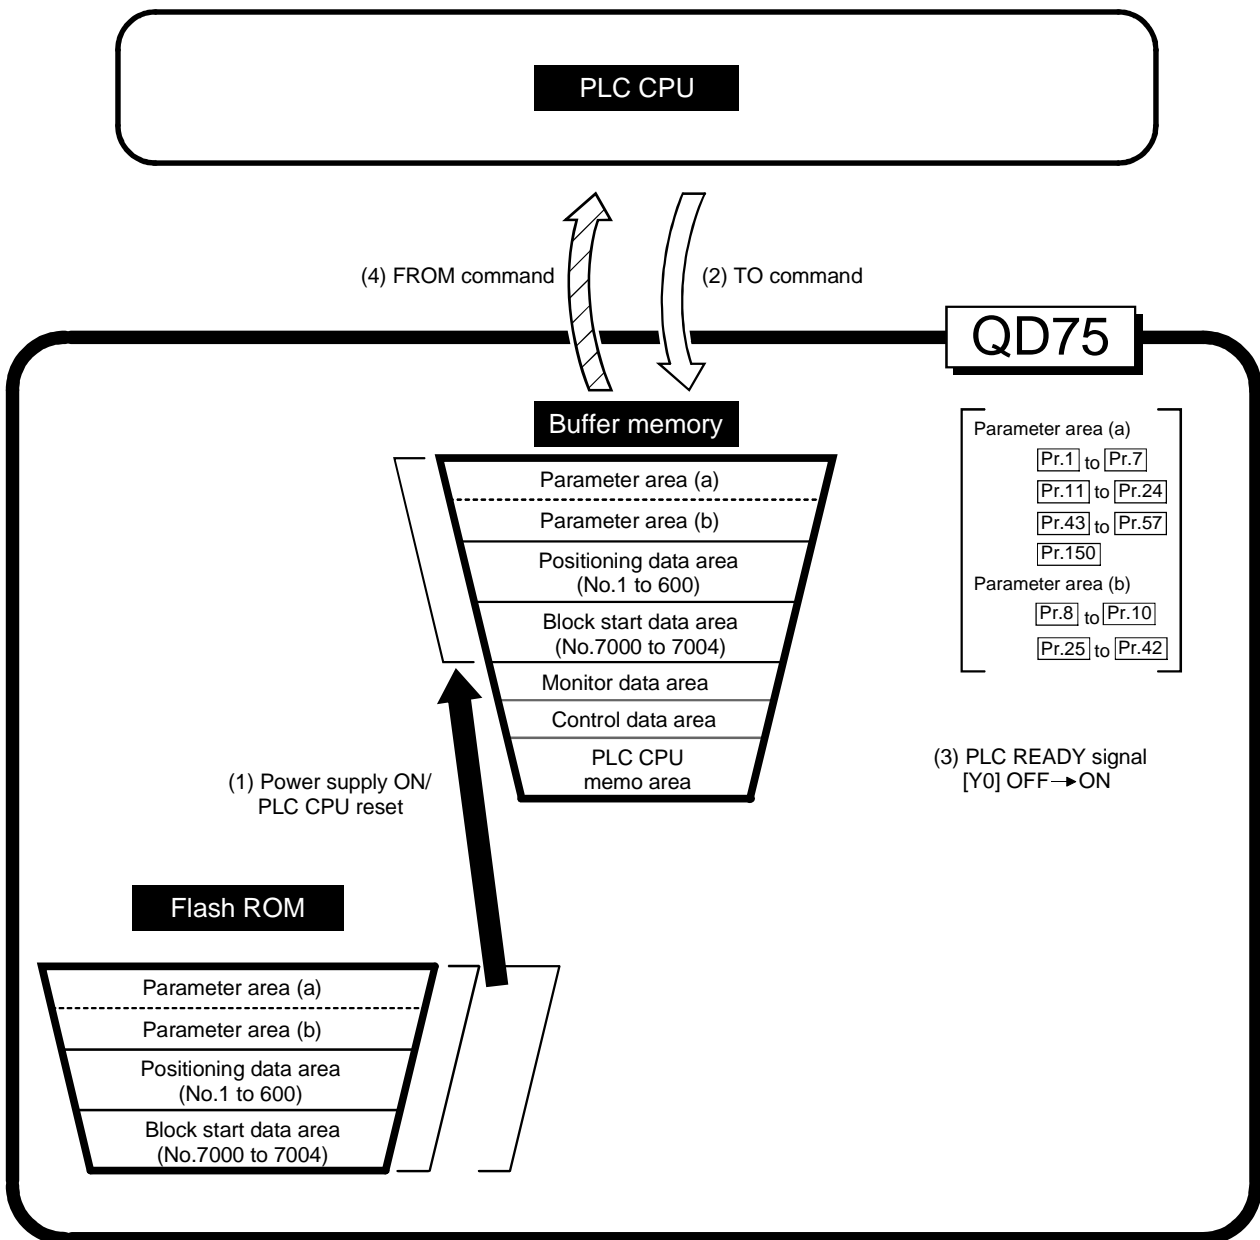 PLC CPU
(4) FROM command
(2) TO command
QD75
Buffer memory
Parameter area (a)
Parameter area (b)
Positioning data area
(No.1 to 600)
Block start data area
(No.7000 to 7004)
Monitor data area
Control data area
PLC CPU
memo area
Parameter area (a)
Pr.1 to Pr.7
Pr.11 to Pr.24
Pr.43 to Pr.57
Pr.150
Parameter area (b)
Pr.8 to Pr.10
Pr.25 to Pr.42
(1) Power supply ON/
PLC CPU reset
(3) PLC READY signal
[Y0] OFF→ON
Flash ROM
Parameter area (a)
Parameter area (b)
Positioning data area
(No.1 to 600)
Block start data area
(No.7000 to 7004)